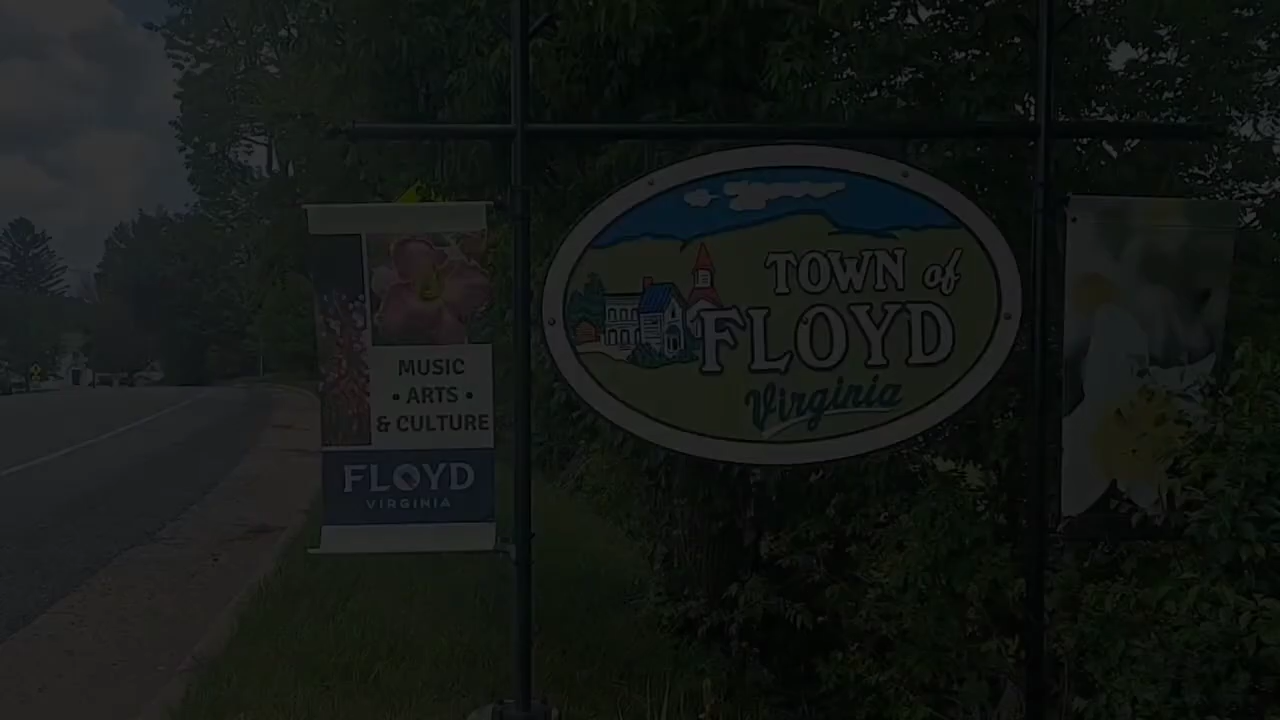 MUSIC
• ARTS •
& CULTURE
FLOYD
VIRGINIA
TOWN of
FLOYD
Virginia